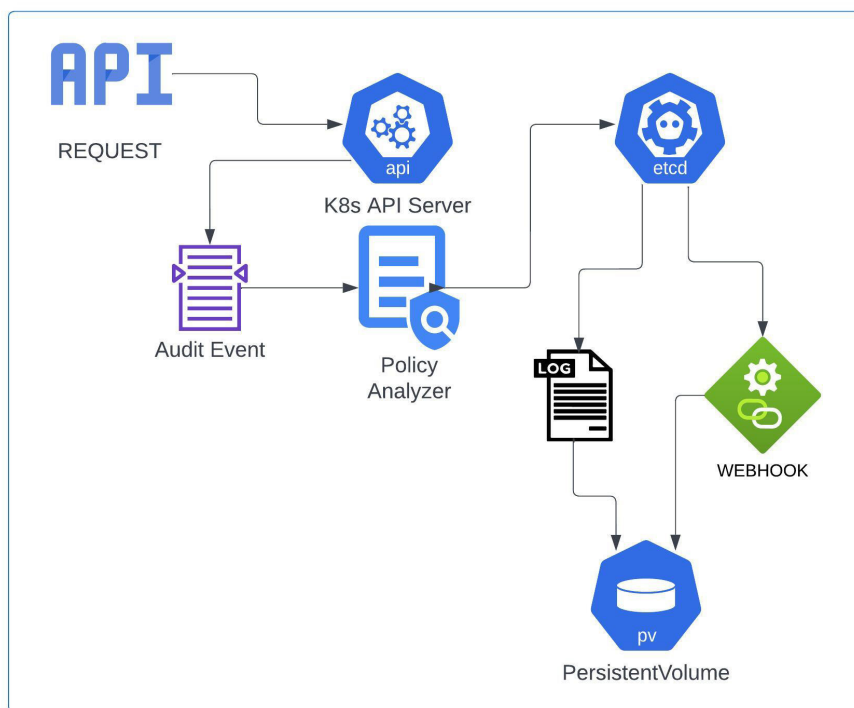 API
REQUEST
api
K8s API Server
etcd
Audit Event
Policy
Analyzer
LOG
WEBHOOK
pv
PersistentVolume